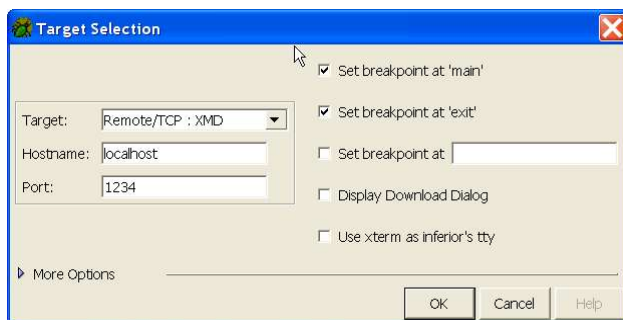 Target Selection
Target: Remote/TCP : XMD
Hostname: localhost
Port: 1234
Set breakpoint at 'main'
Set breakpoint at 'exit'
Set breakpoint at
Display Download Dialog
Use xterm as inferior's tty
More Options
OK Cancel Help